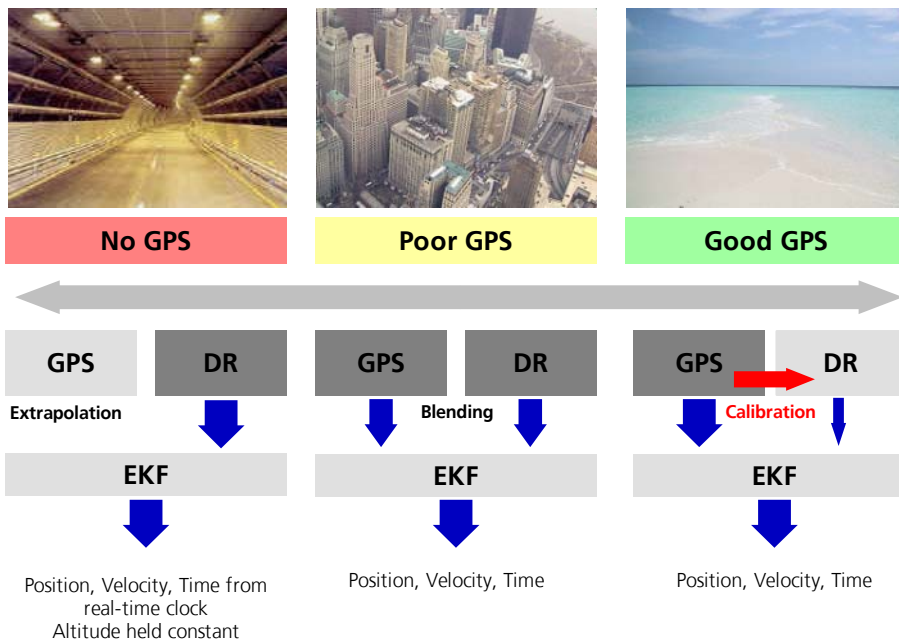 No GPS
Poor GPS
Good GPS
GPS
DR
GPS
DR
GPS
DR
Extrapolation
Blending
Calibration
EKF
EKF
EKF
Position, Velocity, Time from
real-time clock
Altitude held constant
Position, Velocity, Time
Position, Velocity, Time